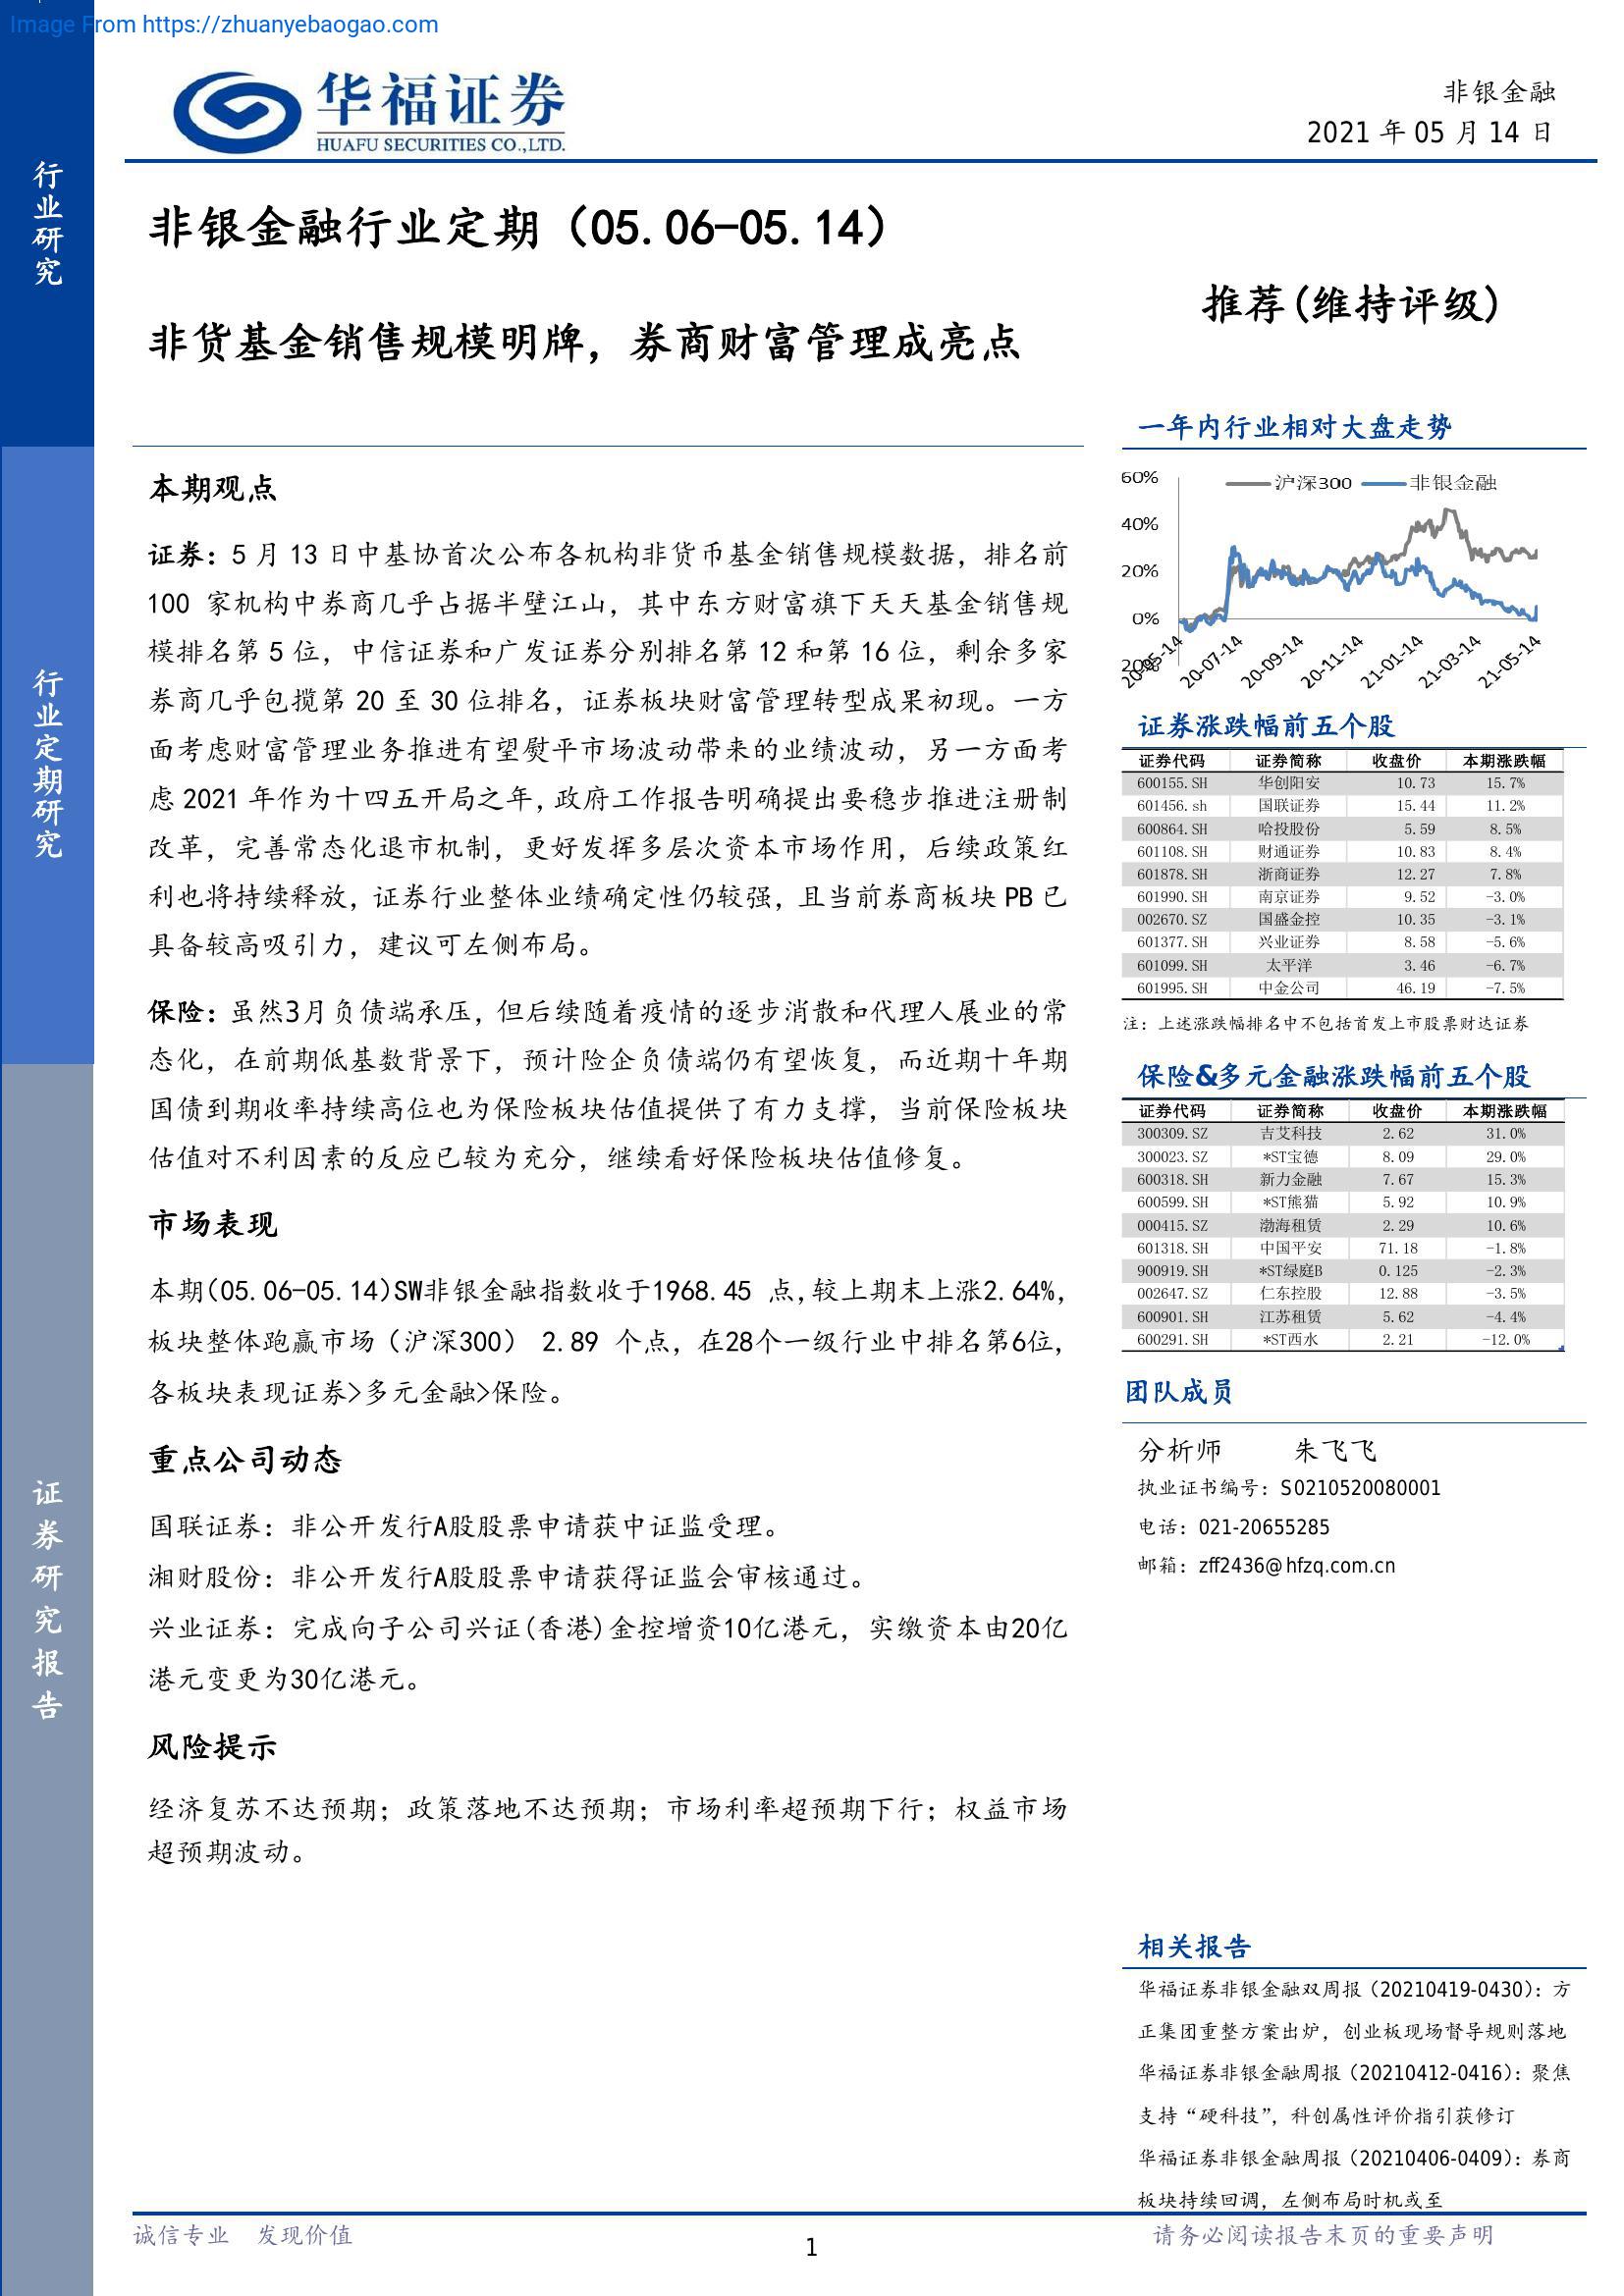 Image From https://zhuanyebaogao.com
华福证券
HUAFU SECURITIES CO.,LTD.
非银金融
2021 年 05 月 14 日
行业研究
行业定期研究
证券研究报告
非银金融行业定期（05.06-05.14）
非货基金销售规模明牌，券商财富管理成亮点
推荐(维持评级)
本期观点
证券：5 月 13 日中基协首次公布各机构非货币基金销售规模数据，排名前
100 家机构中券商几乎占据半壁江山，其中东方财富旗下天天基金销售规
模排名第 5 位，中信证券和广发证券分别排名第 12 和第 16 位，剩余多家
券商几乎包揽第 20 至 30 位排名，证券板块财富管理转型成果初现。一方
面考虑财富管理业务推进有望熨平市场波动带来的业绩波动，另一方面考
虑 2021 年作为十四五开局之年，政府工作报告明确提出要稳步推进注册制
改革，完善常态化退市机制，更好发挥多层次资本市场作用，后续政策红
利也将持续释放，证券行业整体业绩确定性仍较强，且当前券商板块 PB 已
具备较高吸引力，建议可左侧布局。
保险：虽然3月负债端承压，但后续随着疫情的逐步消散和代理人展业的常
态化，在前期低基数背景下，预计险企负债端仍有望恢复，而近期十年期
国债到期收率持续高位也为保险板块估值提供了有力支撑，当前保险板块
估值对不利因素的反应已较为充分，继续看好保险板块估值修复。
市场表现
本期(05.06-05.14)SW非银金融指数收于1968.45 点,较上期末上涨2.64%,
板块整体跑赢市场（沪深300） 2.89 个点，在28个一级行业中排名第6位，
各板块表现证券>多元金融>保险。
重点公司动态
国联证券：非公开发行A股股票申请获中证监受理。
湘财股份：非公开发行A股股票申请获得证监会审核通过。
兴业证券：完成向子公司兴证(香港)金控增资10亿港元，实缴资本由20亿
港元变更为30亿港元。
风险提示
经济复苏不达预期；政策落地不达预期；市场利率超预期下行；权益市场
超预期波动。
一年内行业相对大盘走势
沪深300 非银金融
60%
40%
20%
0%
20%
20-05-14 20-07-14 20-09-14 20-11-14 21-01-14 21-03-14 21-05-14
证券涨跌幅前五个股
证券代码 证券简称 收盘价 本期涨跌幅
600155.SH 华创阳安 10.73 15.7%
601456.sh 国联证券 15.44 11.2%
600864.SH 哈投股份 5.59 8.5%
601108.SH 财通证券 10.83 8.4%
601878.SH 浙商证券 12.27 7.8%
601990.SH 南京证券 9.52 -3.0%
002670.SZ 国盛金控 10.35 -3.1%
601377.SH 兴业证券 8.58 -5.6%
601099.SH 太平洋 3.46 -6.7%
601995.SH 中金公司 46.19 -7.5%
注：上述涨跌幅排名中不包括首发上市股票财达证券
保险&多元金融涨跌幅前五个股
证券代码 证券简称 收盘价 本期涨跌幅
300309.SZ 吉艾科技 2.62 31.0%
300023.SZ *ST宝德 8.09 29.0%
600318.SH 新力金融 7.67 15.3%
600599.SH *ST熊猫 5.92 10.9%
000415.SZ 渤海租赁 2.29 10.6%
601318.SH 中国平安 71.18 -1.8%
900919.SH *ST绿庭B 0.125 -2.3%
002647.SZ 仁东控股 12.88 -3.5%
600901.SH 江苏租赁 5.62 -4.4%
600291.SH *ST西水 2.21 -12.0%
团队成员
分析师 朱飞飞
执业证书编号：S0210520080001
电话：021-20655285
邮箱：zff2436@hfzq.com.cn
相关报告
华福证券非银金融双周报（20210419-0430）：方
正集团重整方案出炉，创业板现场督导规则落地
华福证券非银金融周报（20210412-0416）：聚焦
支持“硬科技”，科创属性评价指引获修订
华福证券非银金融周报（20210406-0409）：券商
板块持续回调，左侧布局时机或至
诚信专业 发现价值
1
请务必阅读报告末页的重要声明